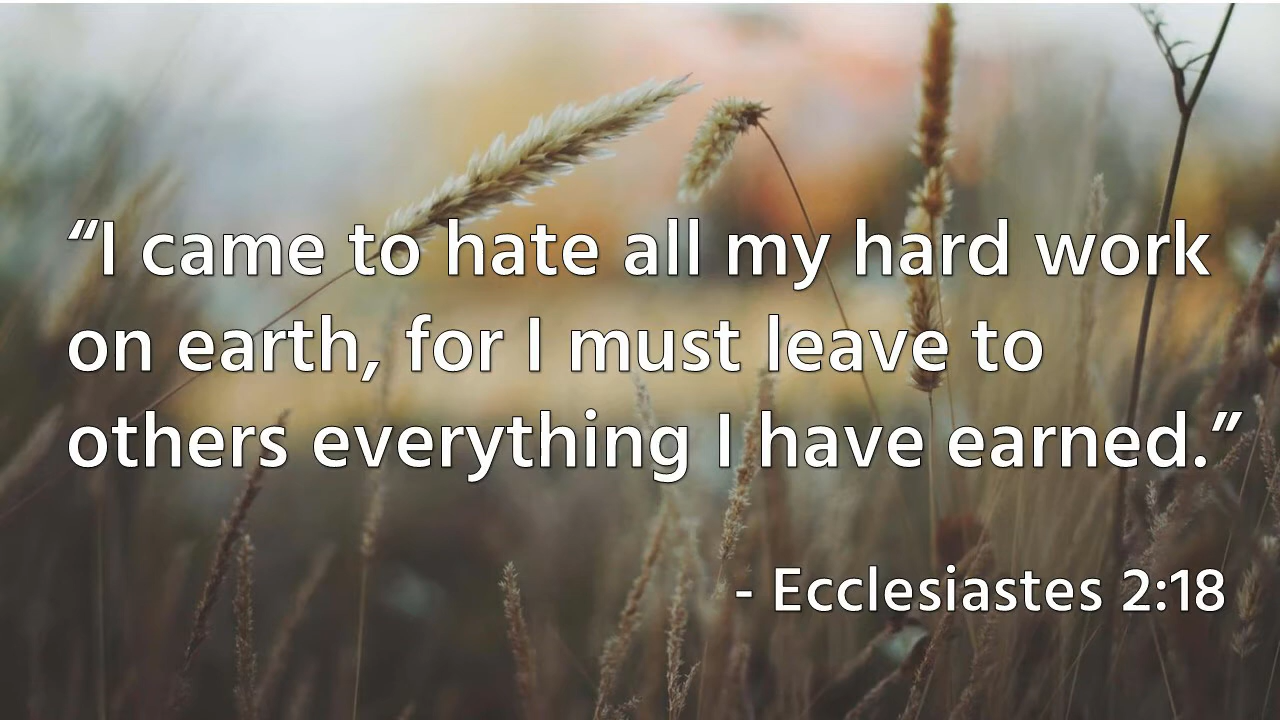 “I came to hate all my hard work
on earth, for I must leave to
others everything I have earned.”
- Ecclesiastes 2:18